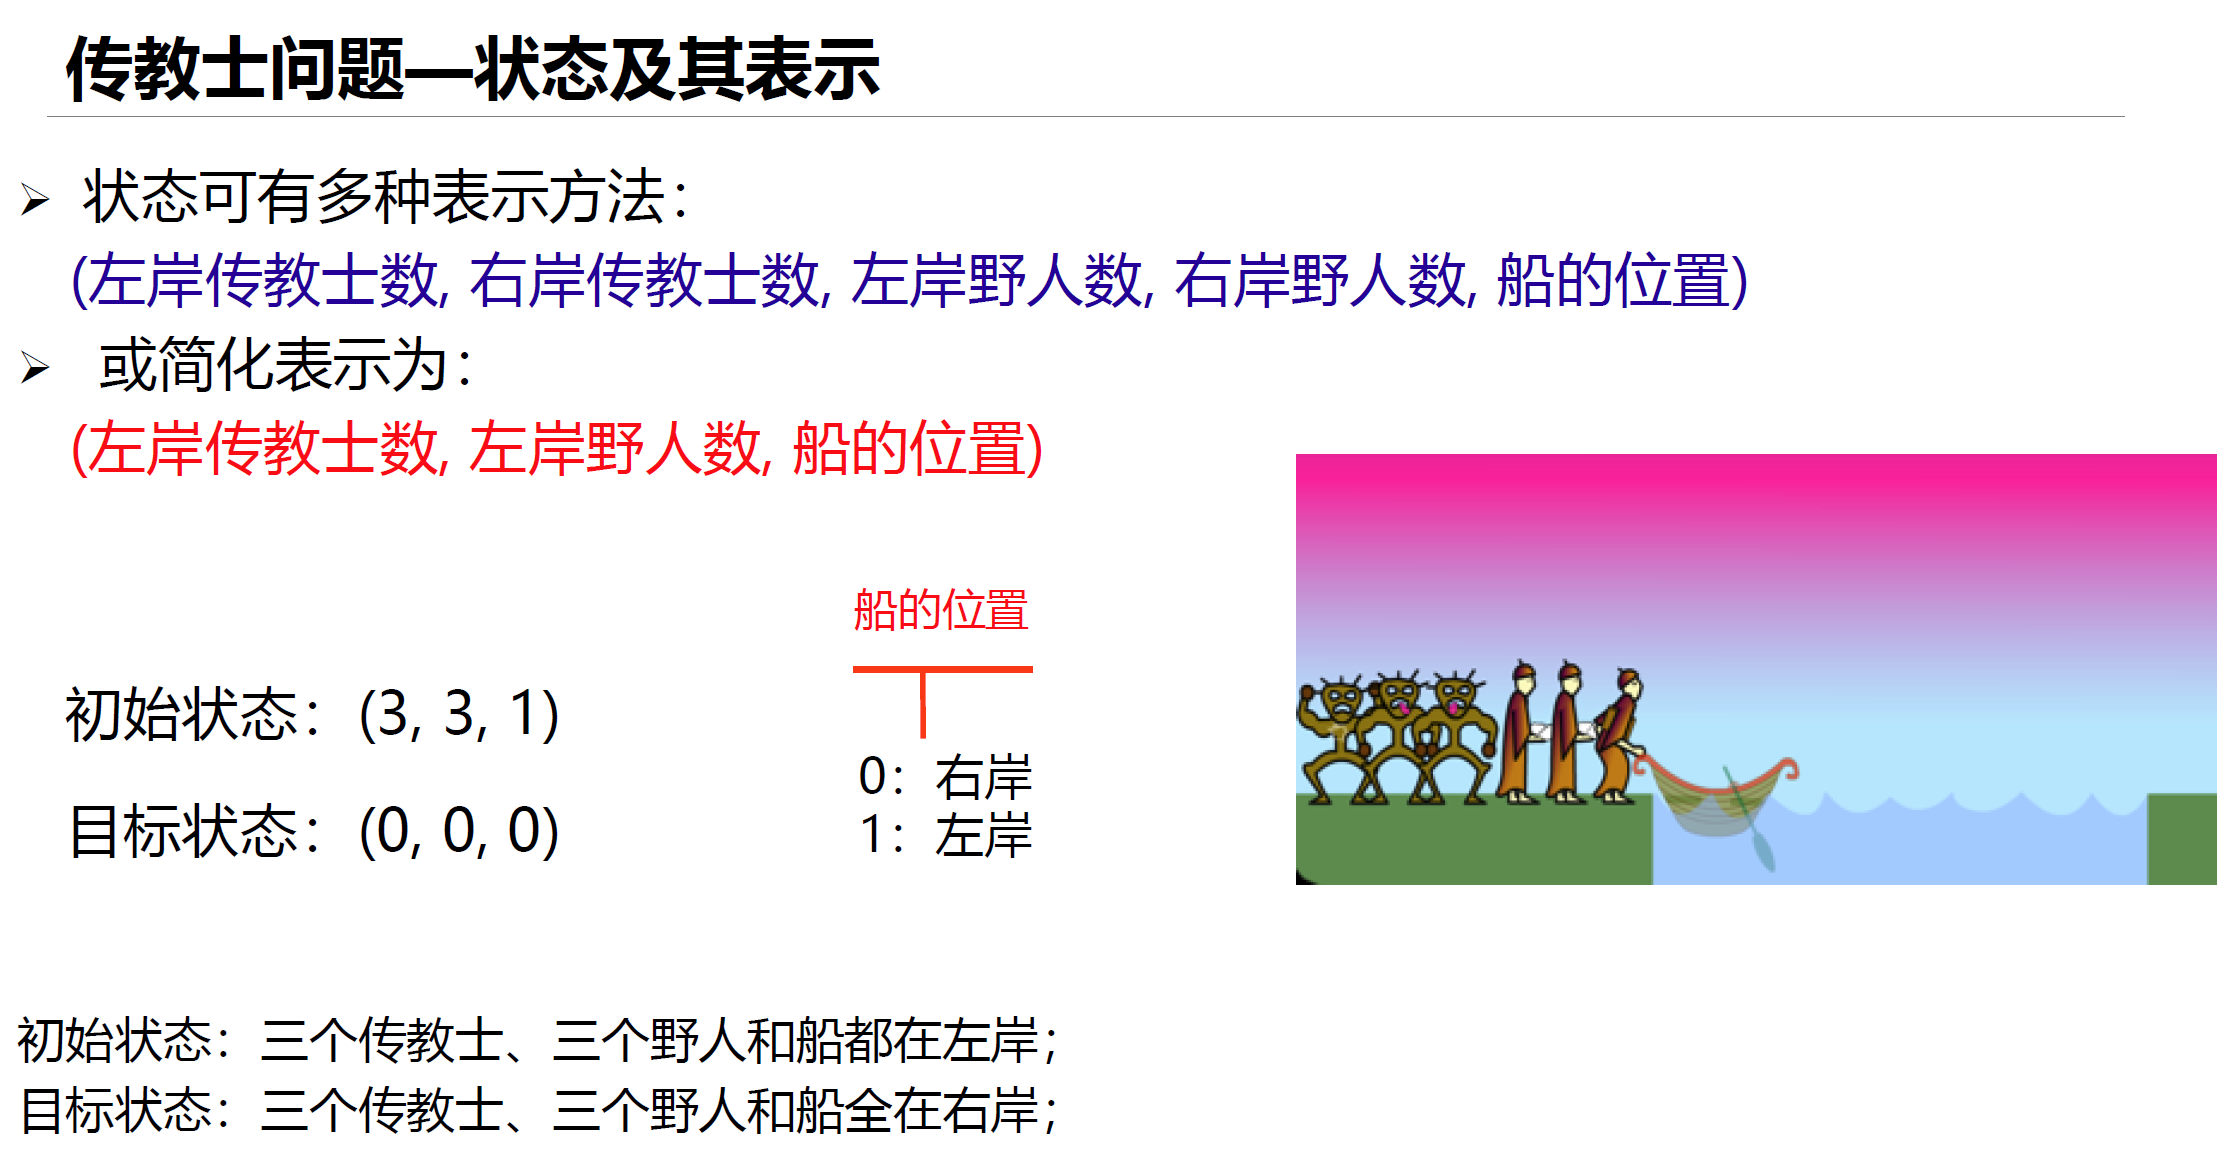 传教士问题—状态及其表示
状态可有多种表示方法：
(左岸传教士数, 右岸传教士数, 左岸野人数, 右岸野人数, 船的位置)
或简化表示为：
(左岸传教士数, 左岸野人数, 船的位置)
船的位置
初始状态：(3, 3, 1)
0：右岸
目标状态：(0, 0, 0)
1：左岸
初始状态：三个传教士、三个野人和船都在左岸；
目标状态：三个传教士、三个野人和船全在右岸；